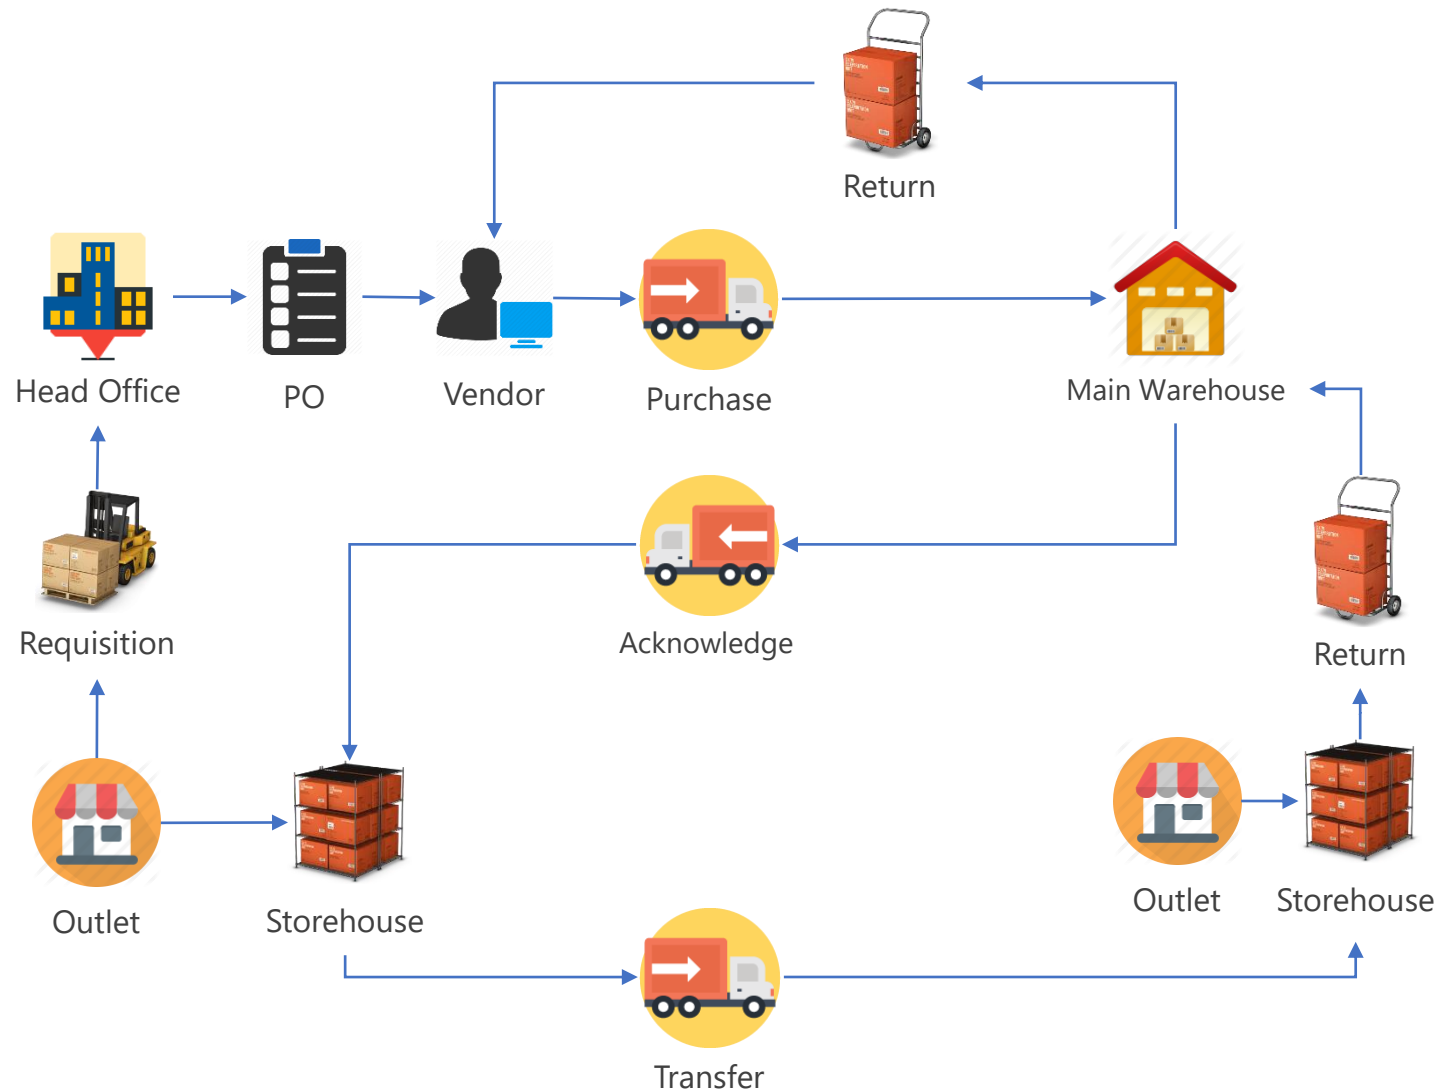 Return
Head Office
PO
Vendor
Purchase
Main Warehouse
Requisition
Acknowledge
Return
Outlet
Storehouse
Outlet
Storehouse
Transfer